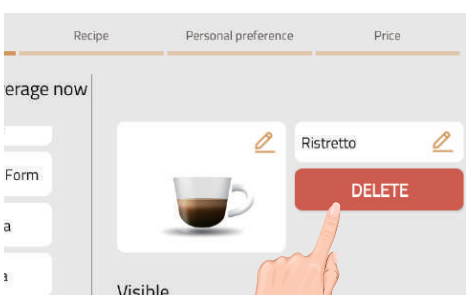 Recipe Personal preference Price
erage now
Ristretto
Form
DELETE
a
a
Visible